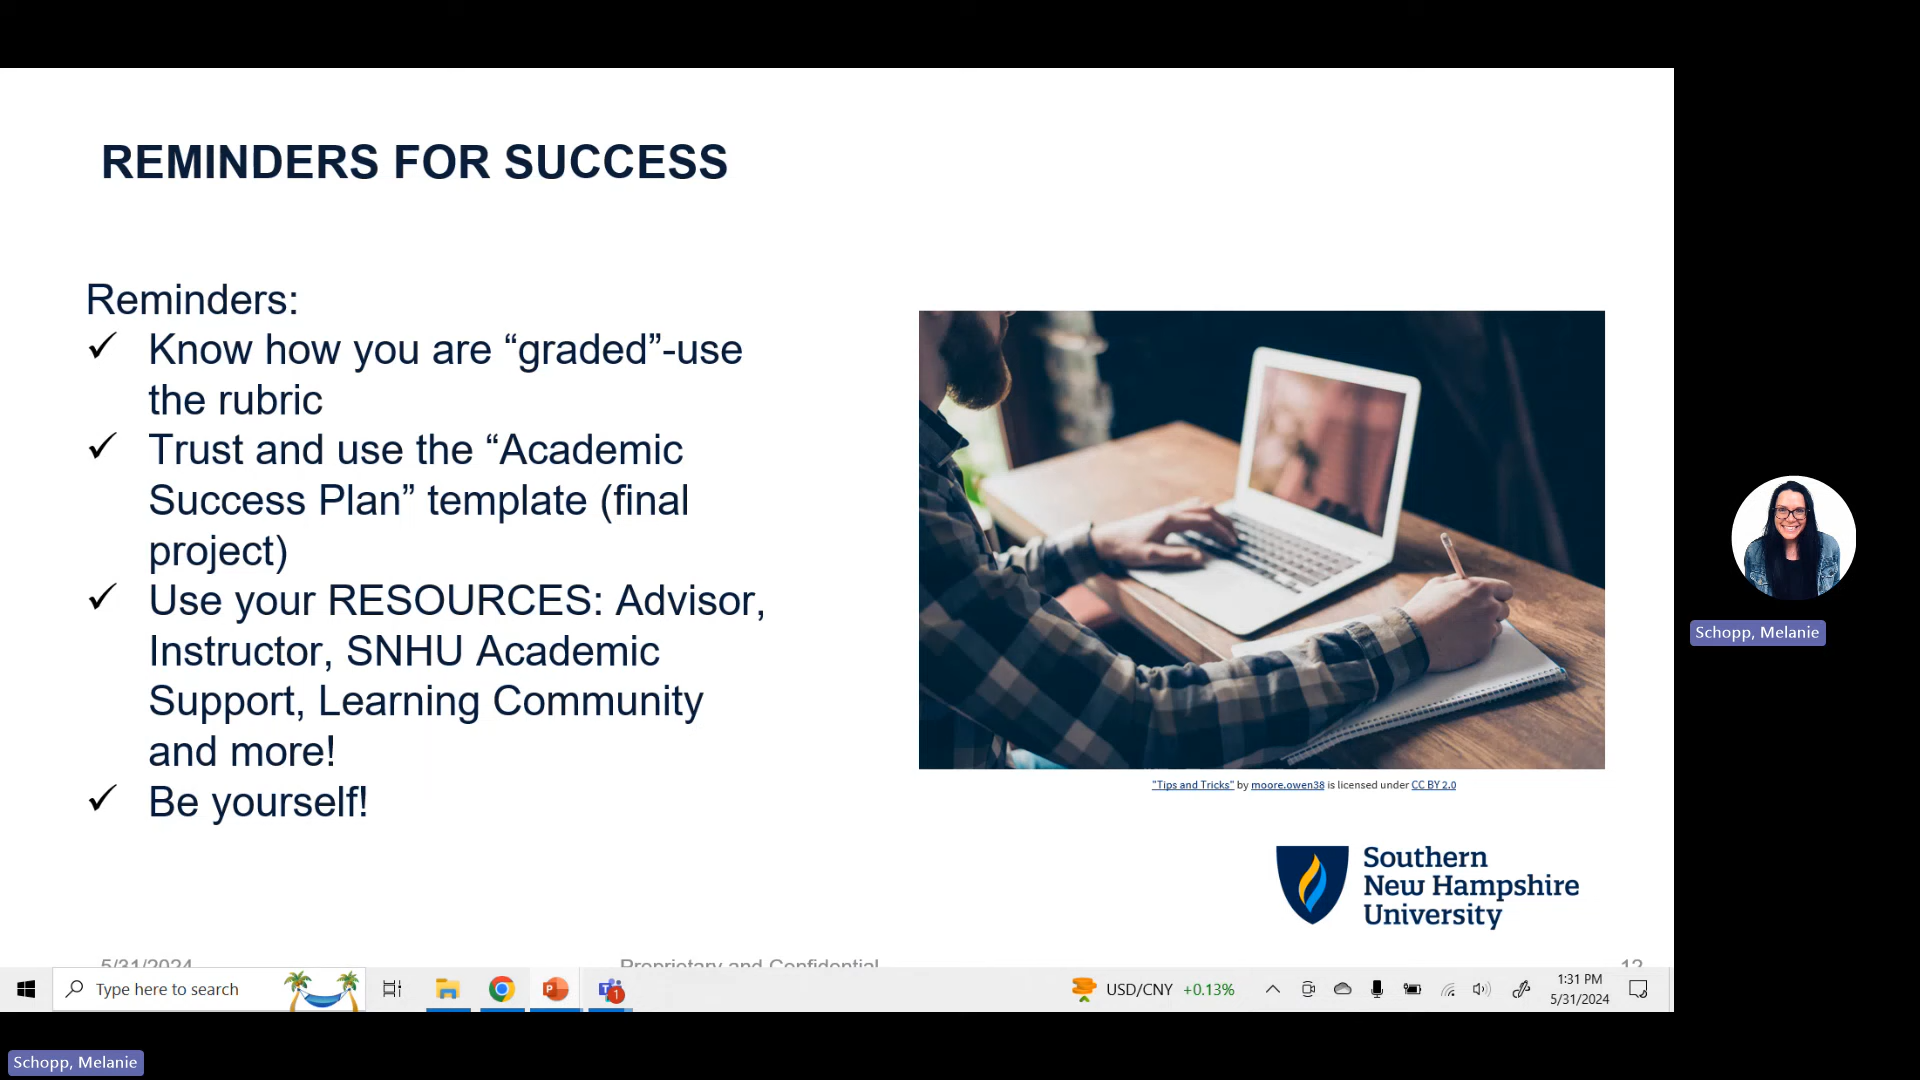 REMINDERS FOR SUCCESS
Reminders:
✓ Know how you are “graded”-use
the rubric
✓ Trust and use the “Academic
Success Plan” template (final
project)
✓ Use your RESOURCES: Advisor,
Instructor, SNHU Academic
Support, Learning Community
and more!
✓ Be yourself!
"Tips and Tricks" by moore.owen38 is licensed under CC BY 2.0
Southern
New Hampshire
University
5/31/2024
Proprietary and Confidential
12
Type here to search
1
USD/CNY +0.13%
1:31 PM
5/31/2024
Schopp, Melanie
Schopp, Melanie